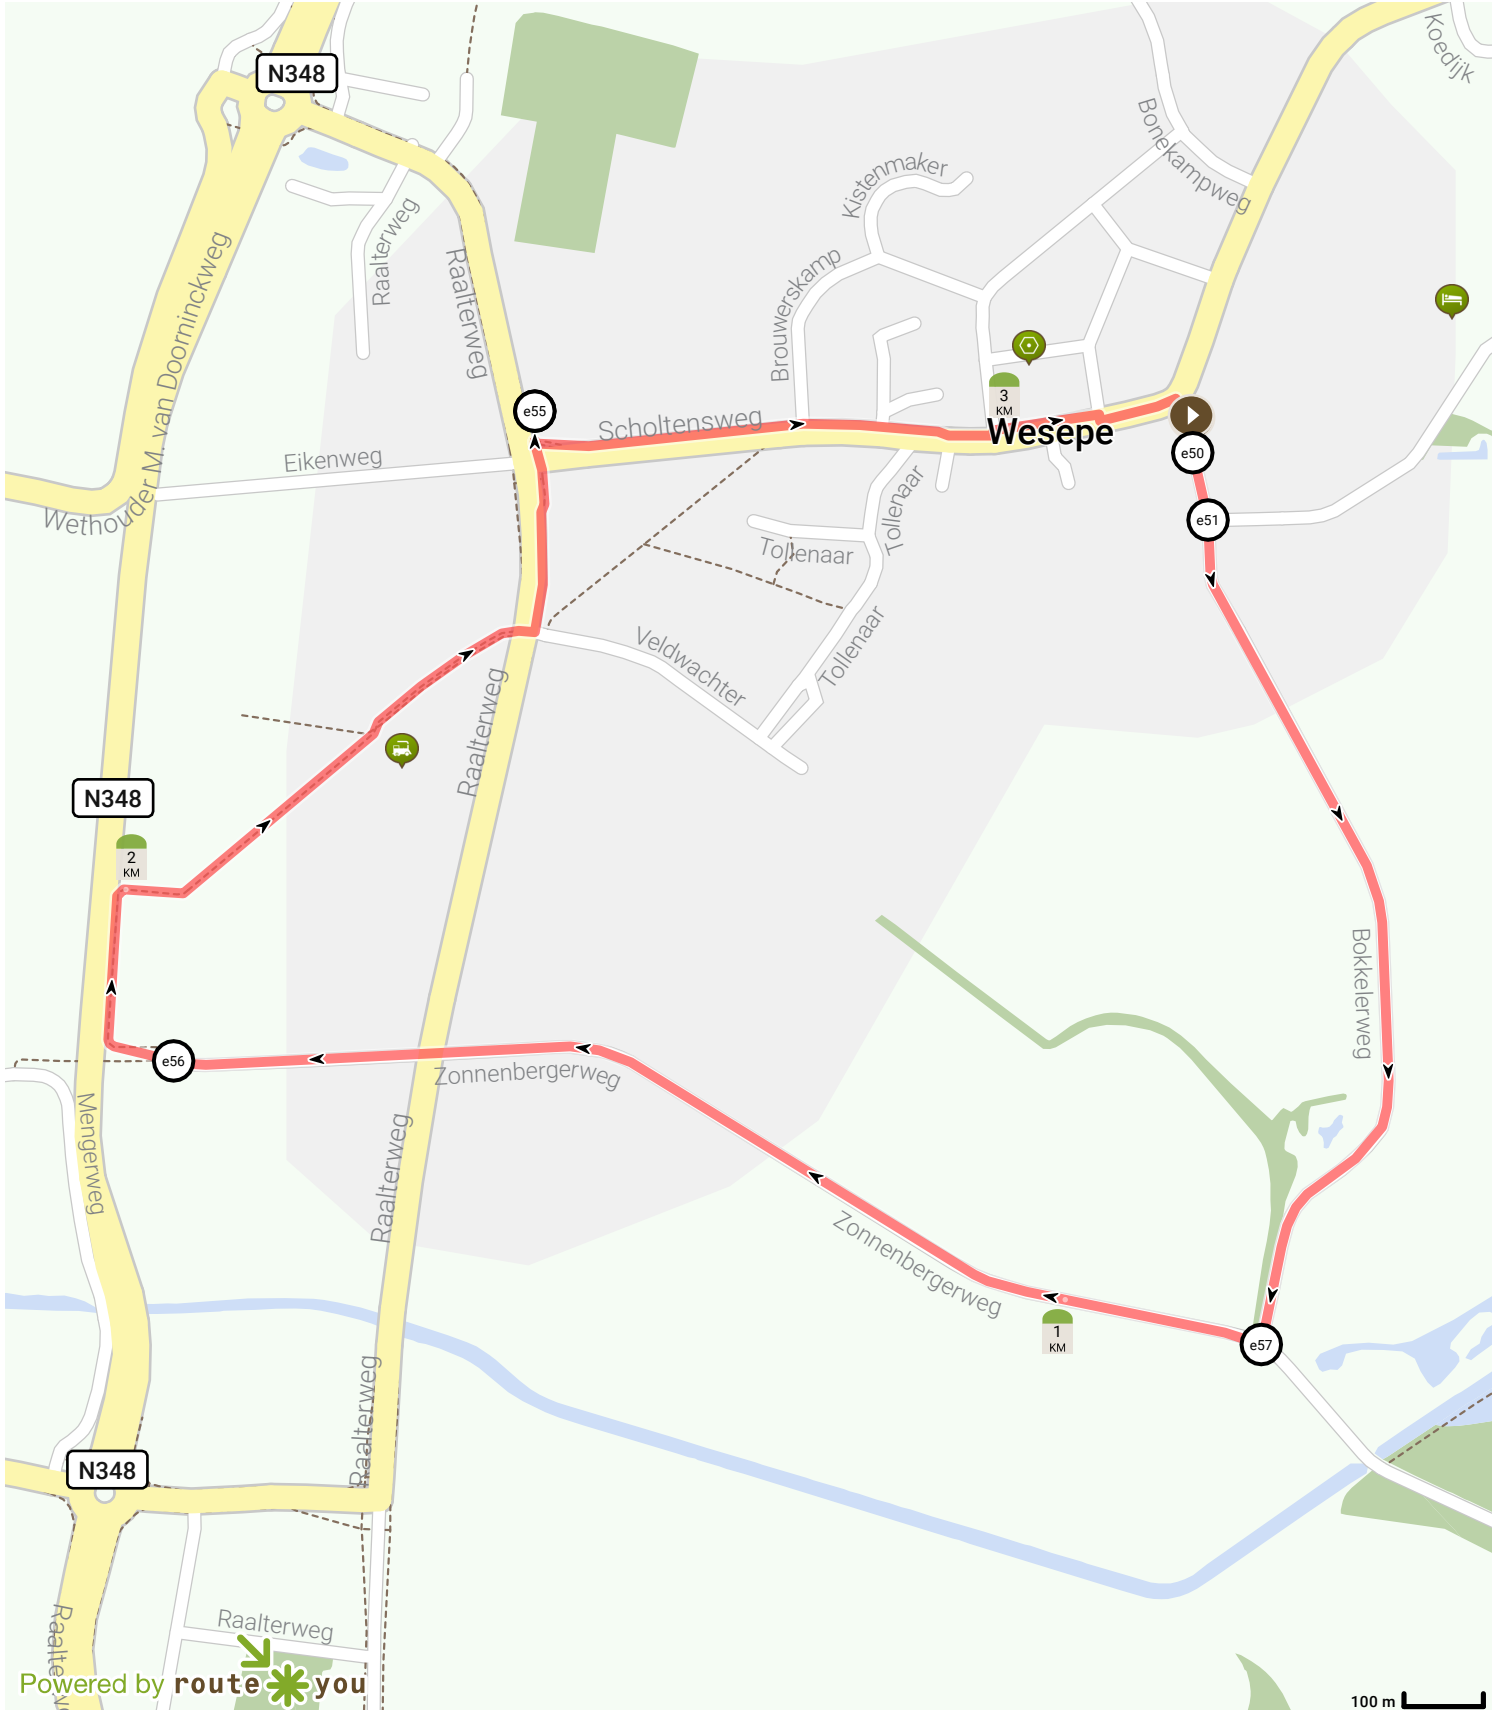 N348
Koedijk
Bonekampweg
Kistenmaker
Raalterweg
Wethouder M. van Doorninckweg
Raalterweg
Brouwerskamp
3
KM
e55
Scholtensweg
Wesepe
e50
Eikenweg
e51
Tollenaar
Tollenaar
Tollenaar
Veldwachter
Raalterweg
N348
2
KM
Bokkelerweg
e56
Zonnenbergerweg
Mengerweg
Raalterweg
Zonnenbergerweg
1
KM
e57
Raalterweg
N348
Raalterweg
Powered by routeyou
100 m